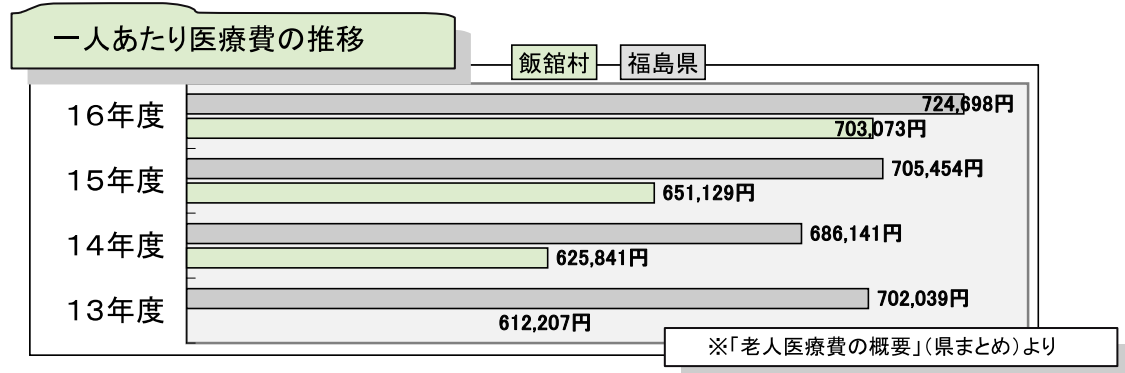 一人あたり医療費の推移
飯舘村 福島県
16年度 724,698円
703,073円
15年度 705,454円
651,129円
14年度 686,141円
625,841円
13年度 702,039円
612,207円
※「老人医療費の概要」(県まとめ)より